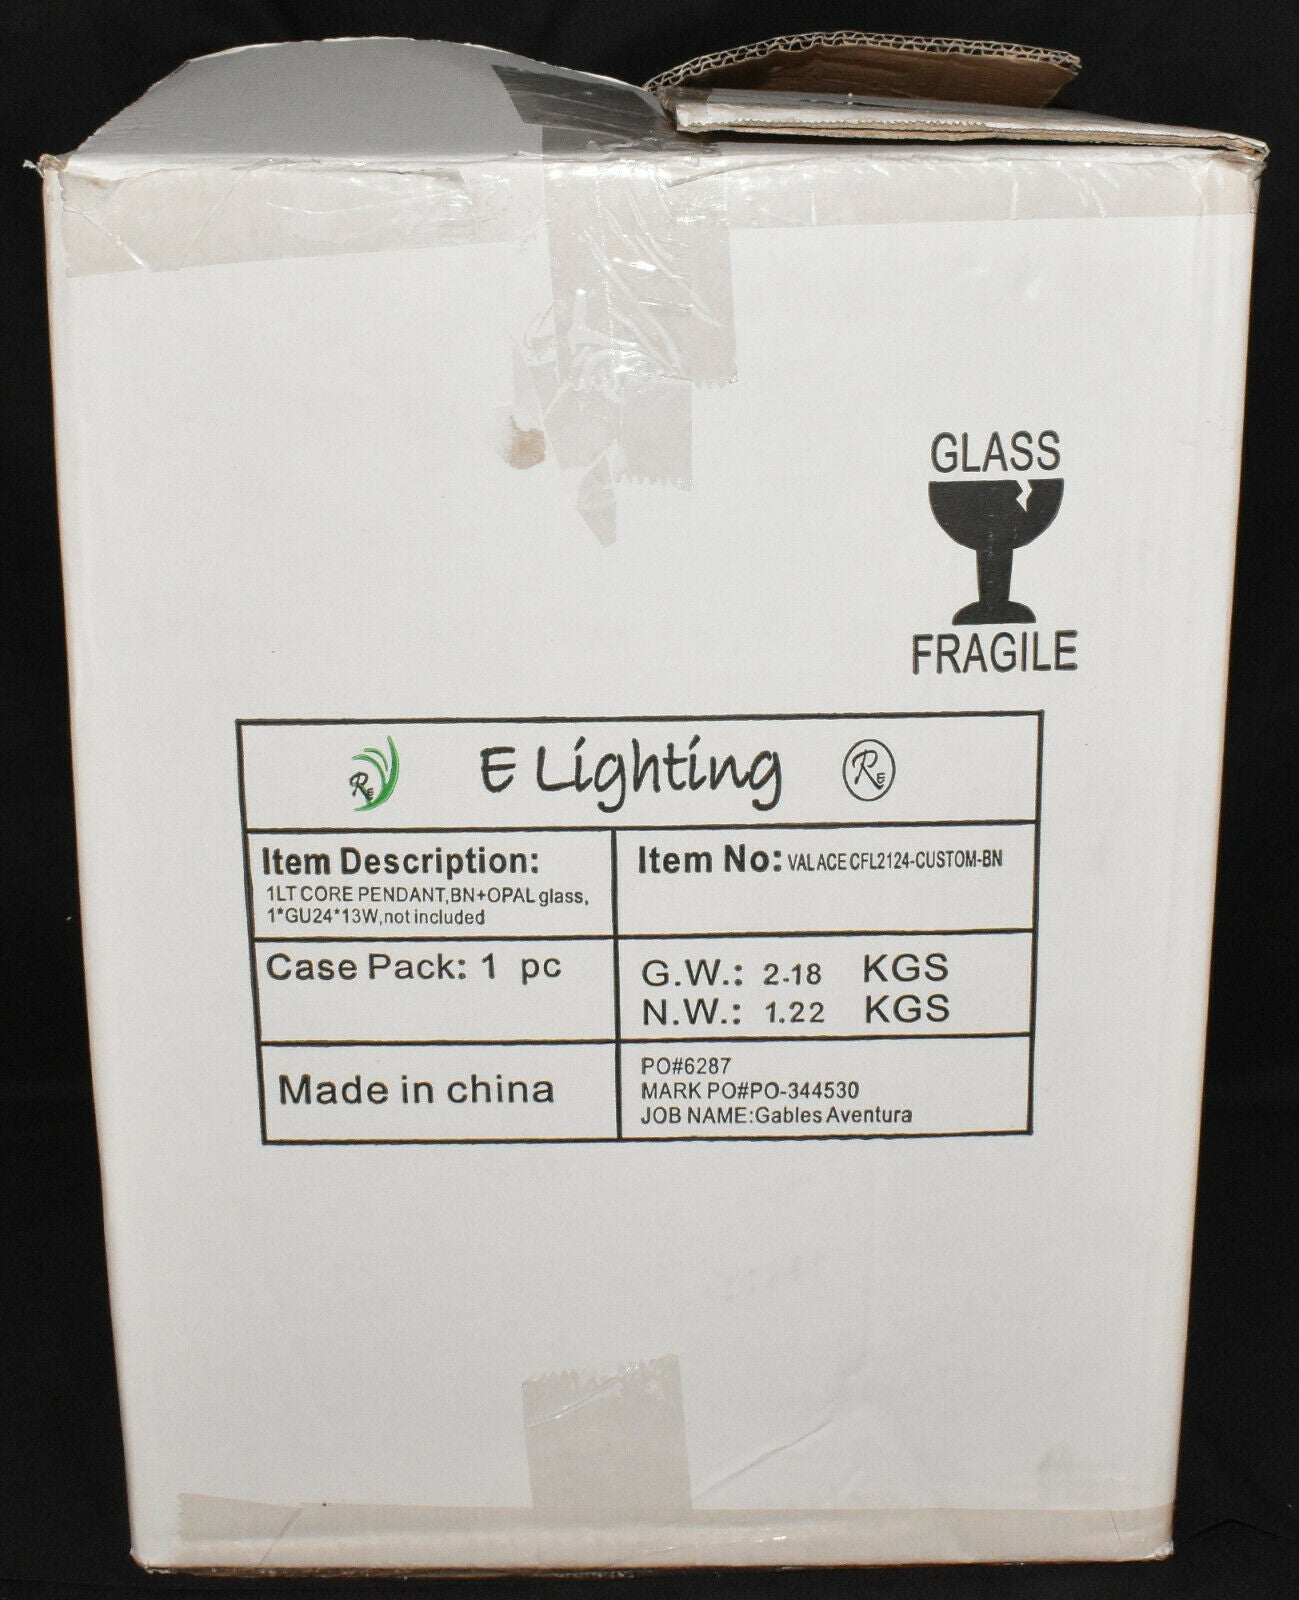 GLASS
FRAGILE
RE E Lighting RE
Item Description:
1LT CORE PENDANT,BN+OPAL glass,
1*GU24*13W,not included
Item No: VALACE CFL2124-CUSTOM-BN
Case Pack: 1 pc
G.W.: 2-18 KGS
N.W.: 1.22 KGS
Made in china
PO#6287
MARK PO#PO-344530
JOB NAME:Gables Aventura